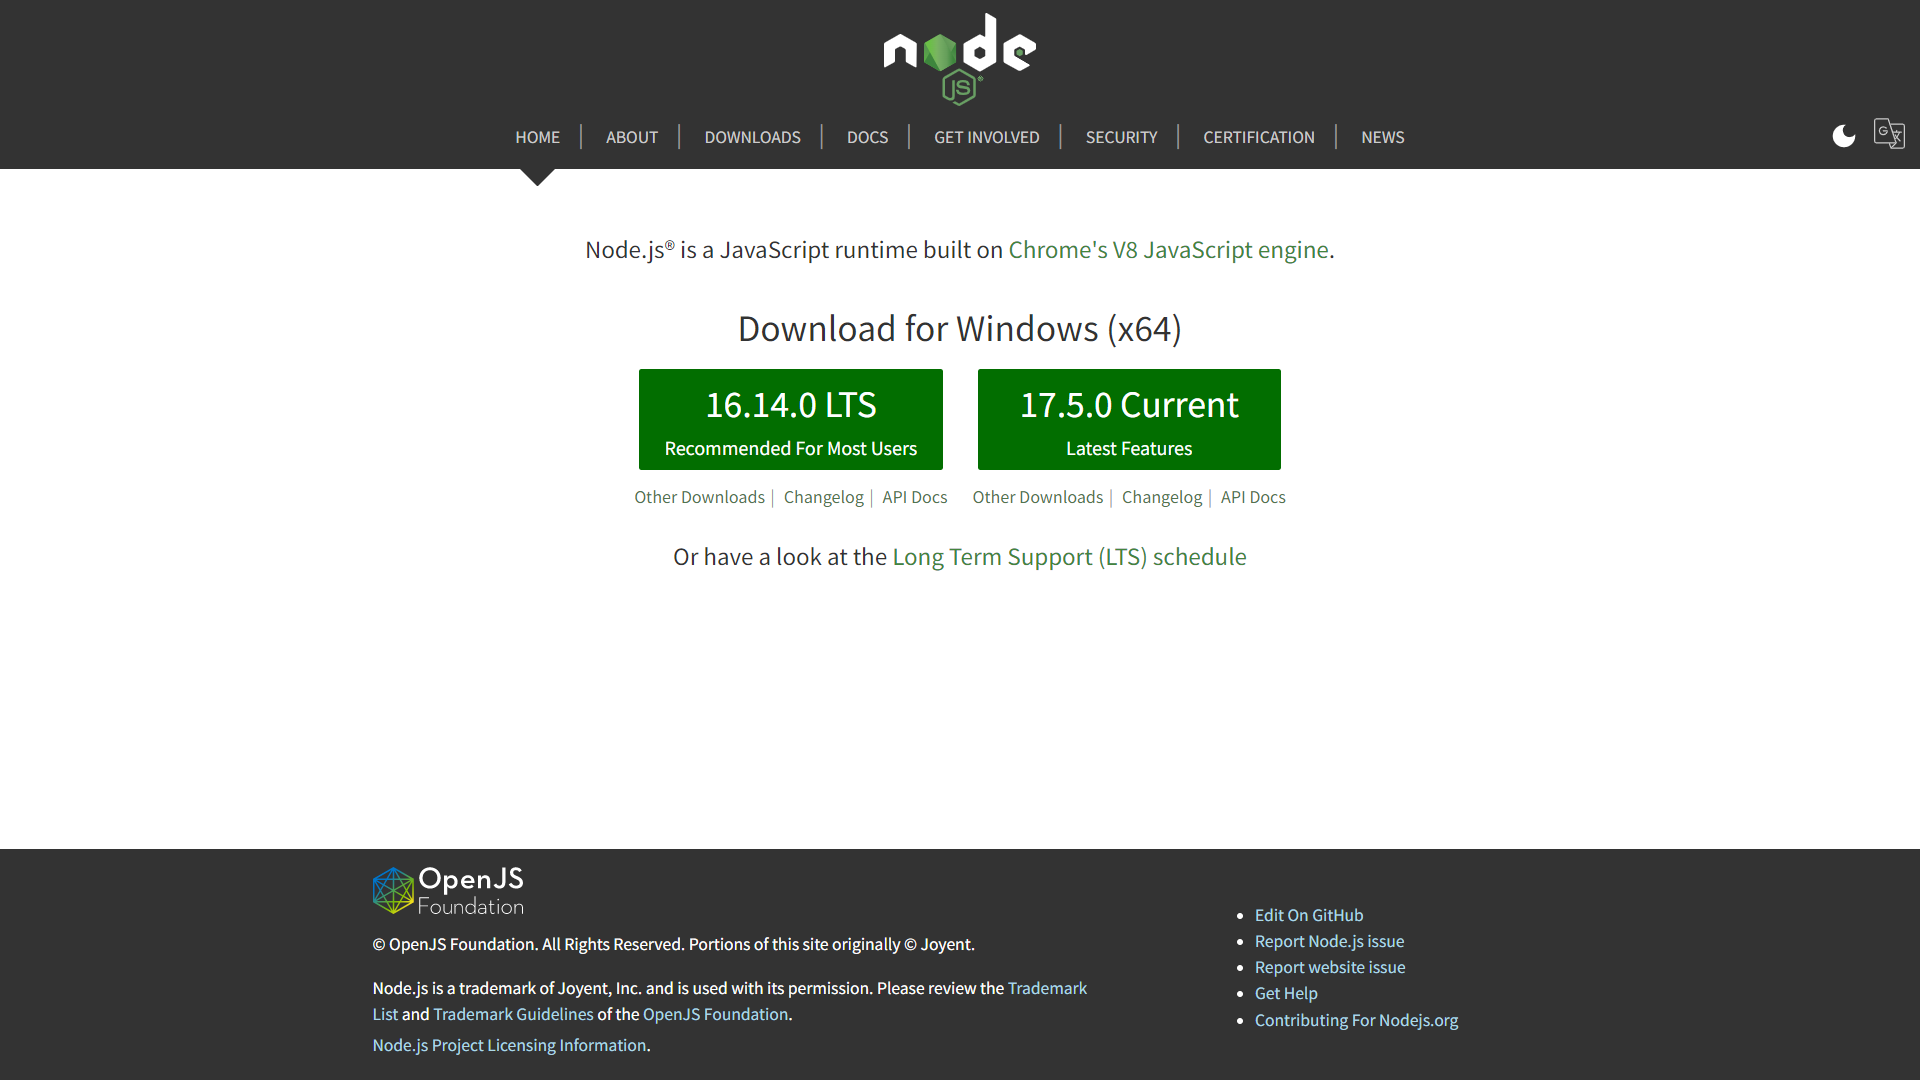 node
JS®
HOME
ABOUT
DOWNLOADS
DOCS
GET INVOLVED
SECURITY
CERTIFICATION
NEWS
Node.js® is a JavaScript runtime built on Chrome's V8 JavaScript engine.
Download for Windows (x64)
16.14.0 LTS
Recommended For Most Users
17.5.0 Current
Latest Features
Other Downloads | Changelog | API Docs
Other Downloads | Changelog | API Docs
Or have a look at the Long Term Support (LTS) schedule
OpenJS
Foundation
© OpenJS Foundation. All Rights Reserved. Portions of this site originally © Joyent.
Node.js is a trademark of Joyent, Inc. and is used with its permission. Please review the Trademark
List and Trademark Guidelines of the OpenJS Foundation.
Node.js Project Licensing Information.
Edit On GitHub
Report Node.js issue
Report website issue
Get Help
Contributing For Nodejs.org